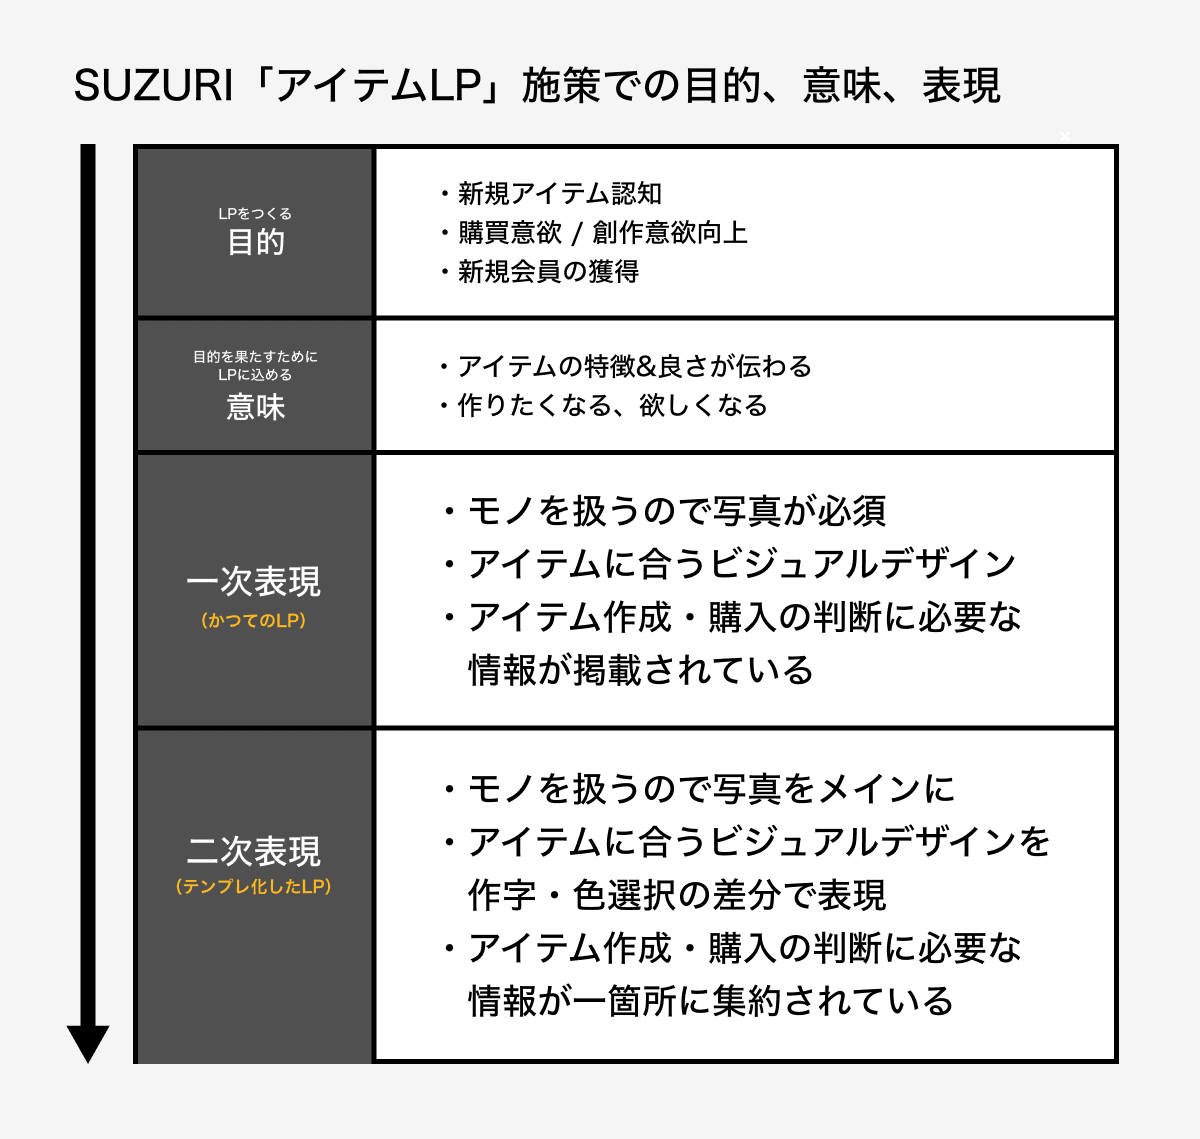 SUZURI「アイテムLP」施策での目的、意味、表現
LPをつくる
目的
・新規アイテム認知
・購買意欲 / 創作意欲向上
・新規会員の獲得
目的を果たすために
LPに込める
意味
・アイテムの特徴&良さが伝わる
・作りたくなる、欲しくなる
一次表現
(かつてのLP)
・モノを扱うので写真が必須
・アイテムに合うビジュアルデザイン
・アイテム作成・購入の判断に必要な
情報が掲載されている
二次表現
(テンプレ化したLP)
・モノを扱うので写真をメインに
・アイテムに合うビジュアルデザインを
作字・色選択の差分で表現
・アイテム作成・購入の判断に必要な
情報が一箇所に集約されている